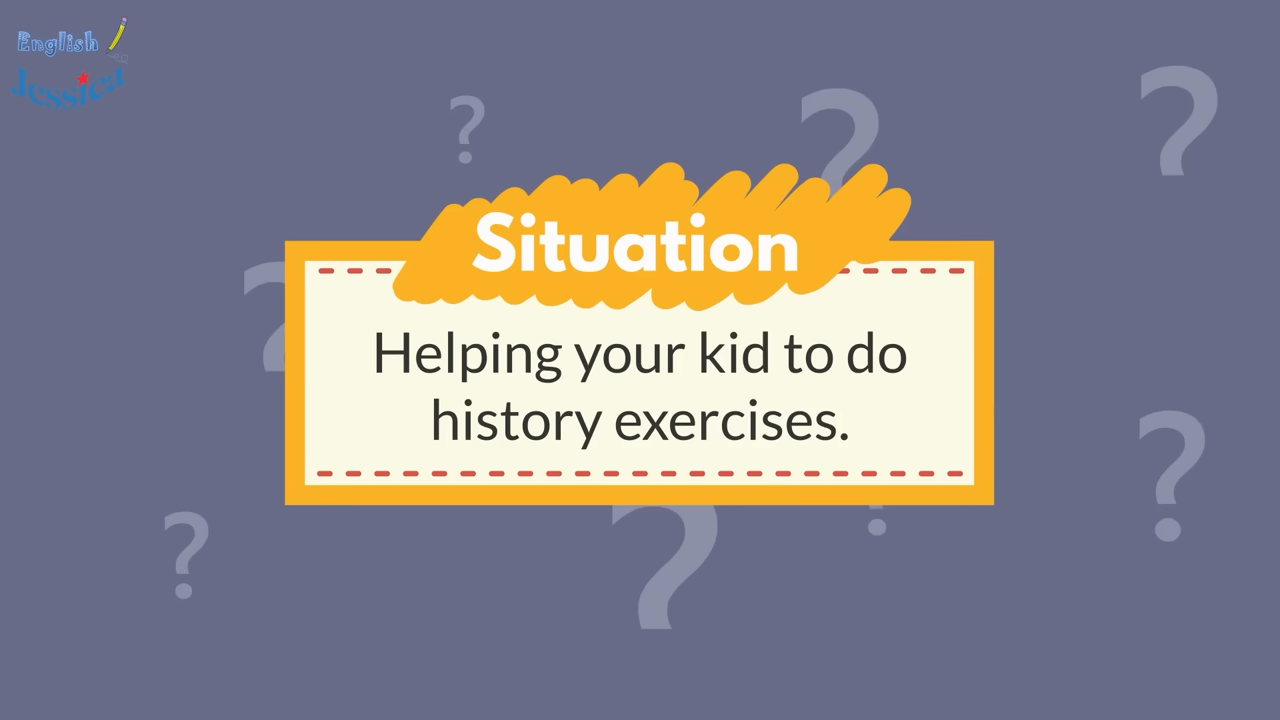 English
Jessica
Situation
Helping your kid to do
history exercises.